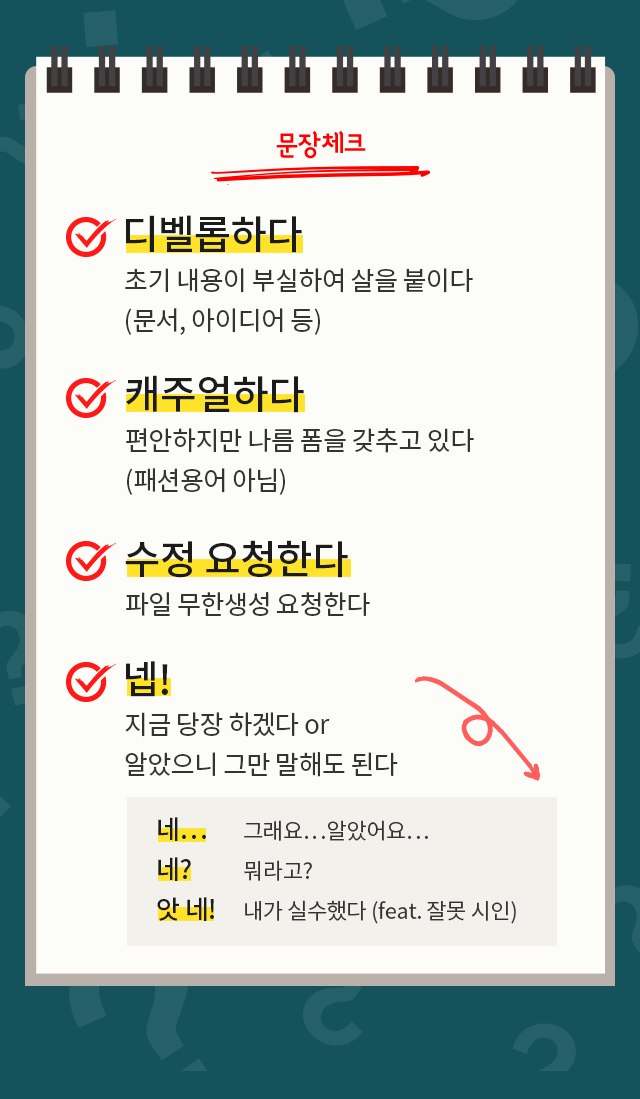 문장체크
디벨롭하다
초기 내용이 부실하여 살을 붙이다
(문서, 아이디어 등)
캐주얼하다
편안하지만 나름 폼을 갖추고 있다
(패션용어 아님)
수정 요청한다
파일 무한생성 요청한다
넵!
지금 당장 하겠다 or
알았으니 그만 말해도 된다
네… 그래요…알았어요…
네? 뭐라고?
앗 네! 내가 실수했다 (feat. 잘못 시인)